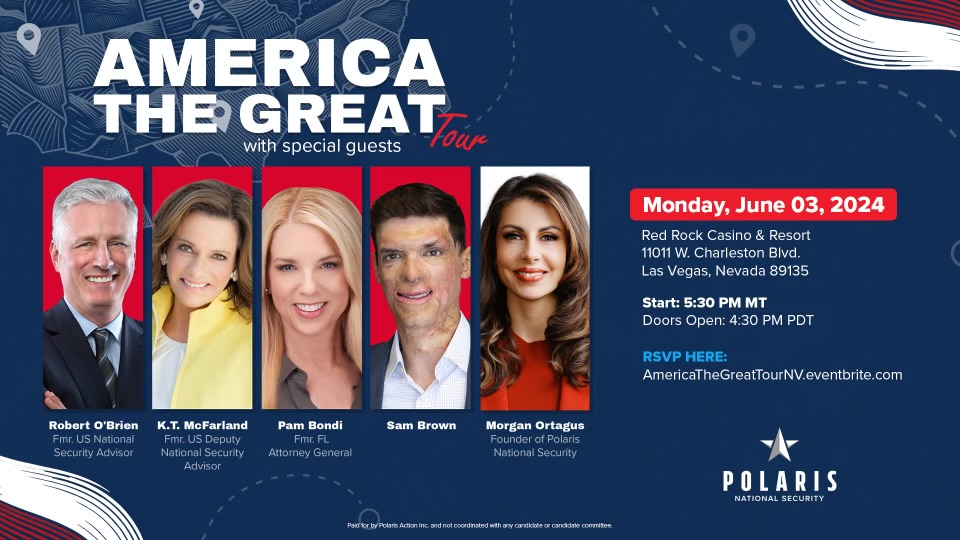 AMERICA
THE GREAT
Tour
with special guests
Monday, June 03, 2024
Red Rock Casino & Resort
11011 W. Charleston Blvd.
Las Vegas, Nevada 89135
Start: 5:30 PM MT
Doors Open: 4:30 PM PDT
RSVP HERE:
AmericaTheGreatTourNV.eventbrite.com
Robert O'Brien
Fmr. US National
Security Advisor
K.T. McFarland
Fmr. US Deputy
National Security
Advisor
Pam Bondi
Fmr. FL
Attorney General
Sam Brown
Morgan Ortagus
Founder of Polaris
National Security
POLARIS
NATIONAL SECURITY
Paid for by Polaris Action Inc. and not coordinated with any candidate or candidate committee.